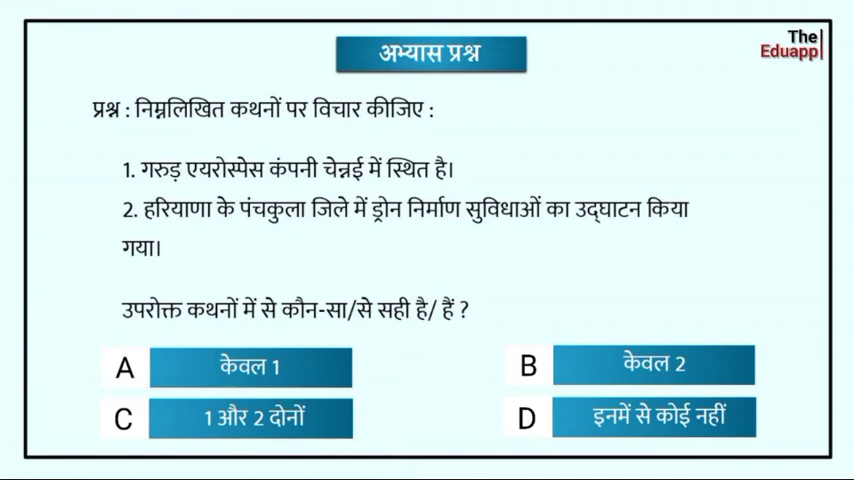 The
Eduapp
अभ्यास प्रश्न
प्रश्न : निम्नलिखित कथनों पर विचार कीजिए :
1. गरुड़ एयरोस्पेस कंपनी चेन्नई में स्थित है।
2. हरियाणा के पंचकुला जिले में ड्रोन निर्माण सुविधाओं का उद्घाटन किया
गया।
उपरोक्त कथनों में से कौन-सा/से सही है/ हैं ?
A केवल 1
B केवल 2
C 1 और 2 दोनों
D इनमें से कोई नहीं